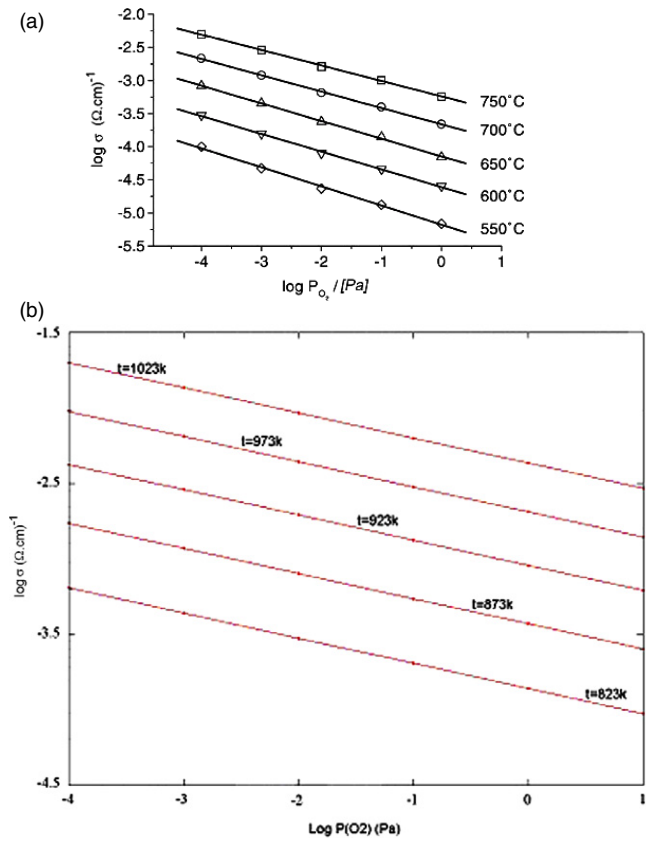 (a)
-2.0
-2.5
-3.0
-3.5
-4.0
-4.5
-5.0
-5.5
log σ (Ω.cm)-1
750°C
700°C
650°C
600°C
550°C
-4 -3 -2 -1 0 1
log PO2 / [Pa]
(b)
-1.5
-2.5
-3.5
-4.5
log σ (Ω.cm)-1
t=1023k
t=973k
t=923k
t=873k
t=823k
-4 -3 -2 -1 0 1
Log P(O2) (Pa)